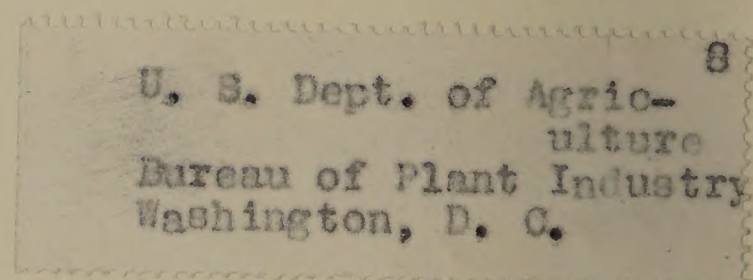 8
U. S. Dept. of Agric-
ulture
Bureau of Plant Industry
Washington, D. C.